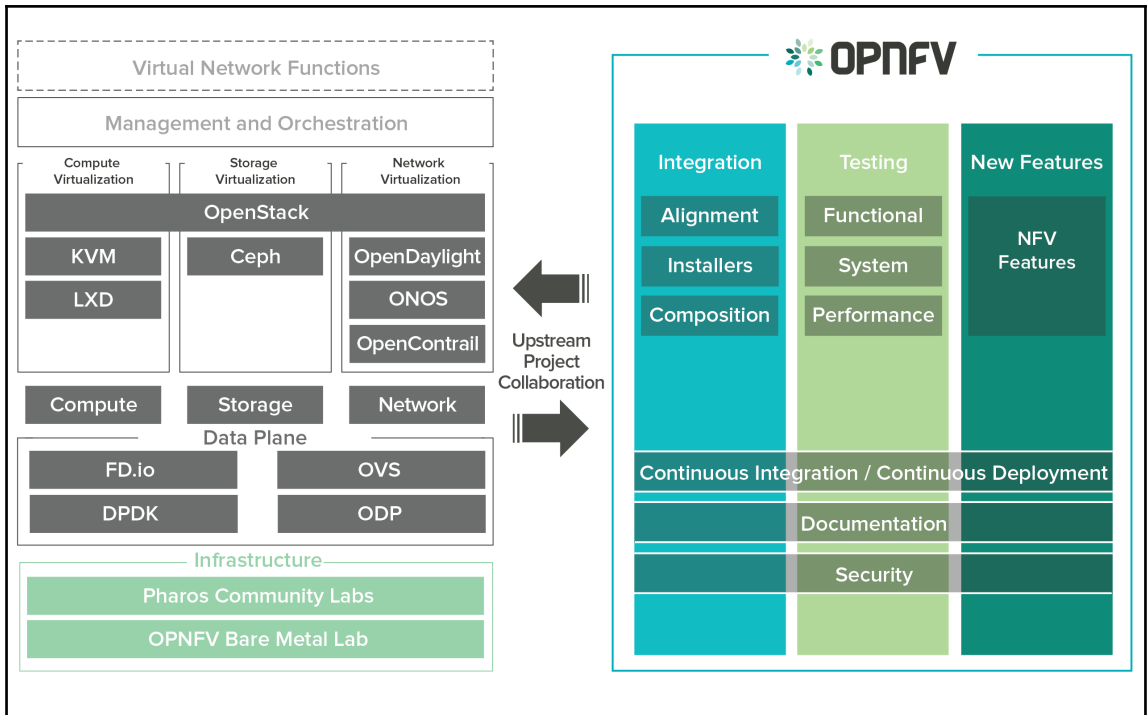 Virtual Network Functions
Management and Orchestration
Compute
Virtualization
Storage
Virtualization
Network
Virtualization
OpenStack
KVM
Ceph
OpenDaylight
LXD
ONOS
OpenContrail
Compute
Storage
Network
Data Plane
FD.io
OVS
DPDK
ODP
Infrastructure
Pharos Community Labs
OPNFV Bare Metal Lab
Upstream
Project
Collaboration
OPNFV
Integration
Testing
New Features
Alignment
Functional
NFV
Features
Installers
System
Composition
Performance
Continuous Integration / Continuous Deployment
Documentation
Security